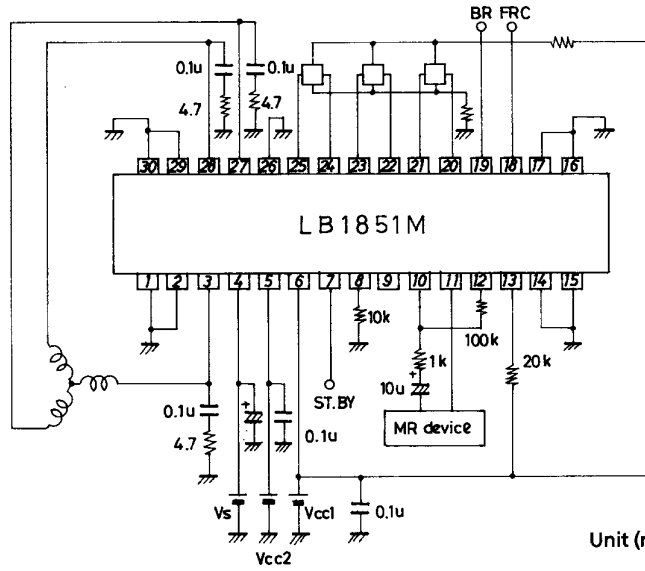 BR FRC
0.1u 0.1u
4.7 4.7
30 29 28 27 26 25 24 23 22 21 20 19 18 17 16
LB1851M
1 2 3 4 5 6 7 8 9 10 11 12 13 14 15
10k
100k
1k
20k
10u
+
ST.BY
MR device
0.1u
+
0.1u
4.7
Vs
Vcc1
0.1u
Vcc2
Unit (